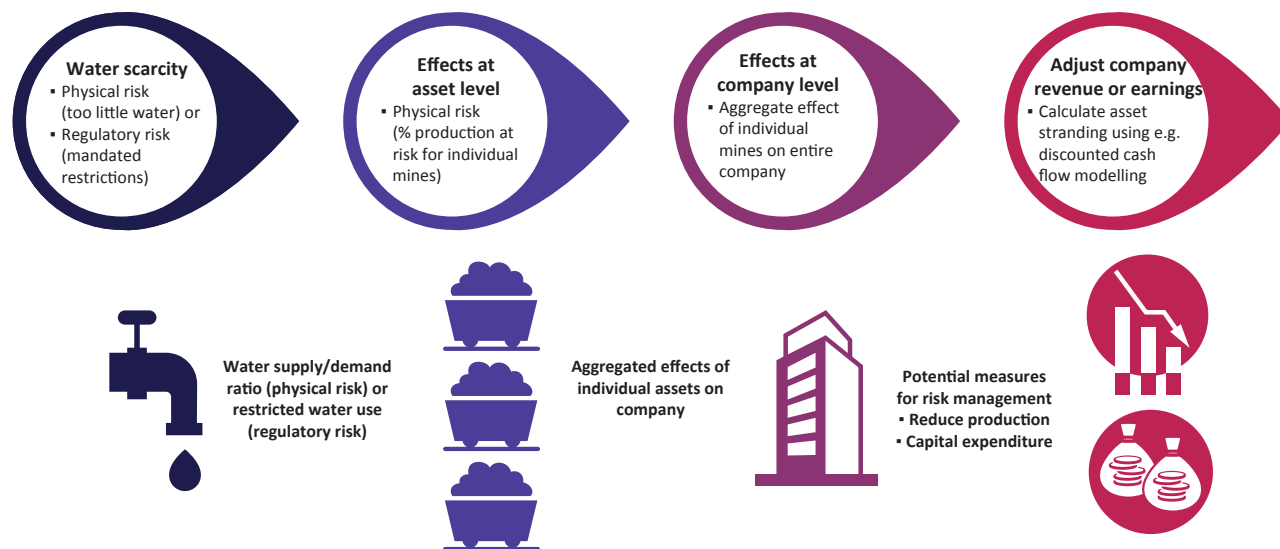 Water scarcity
▪ Physical risk
(too little water) or
▪ Regulatory risk
(mandated
restrictions)
Effects at
asset level
▪ Physical risk
(% production at
risk for individual
mines)
Effects at
company level
▪ Aggregate effect
of individual
mines on entire
company
Adjust company
revenue or earnings
▪ Calculate asset
stranding using e.g.
discounted cash
flow modelling
Water supply/demand
ratio (physical risk) or
restricted water use
(regulatory risk)
Aggregated effects of
individual assets on
company
Potential measures
for risk management
▪ Reduce production
▪ Capital expenditure